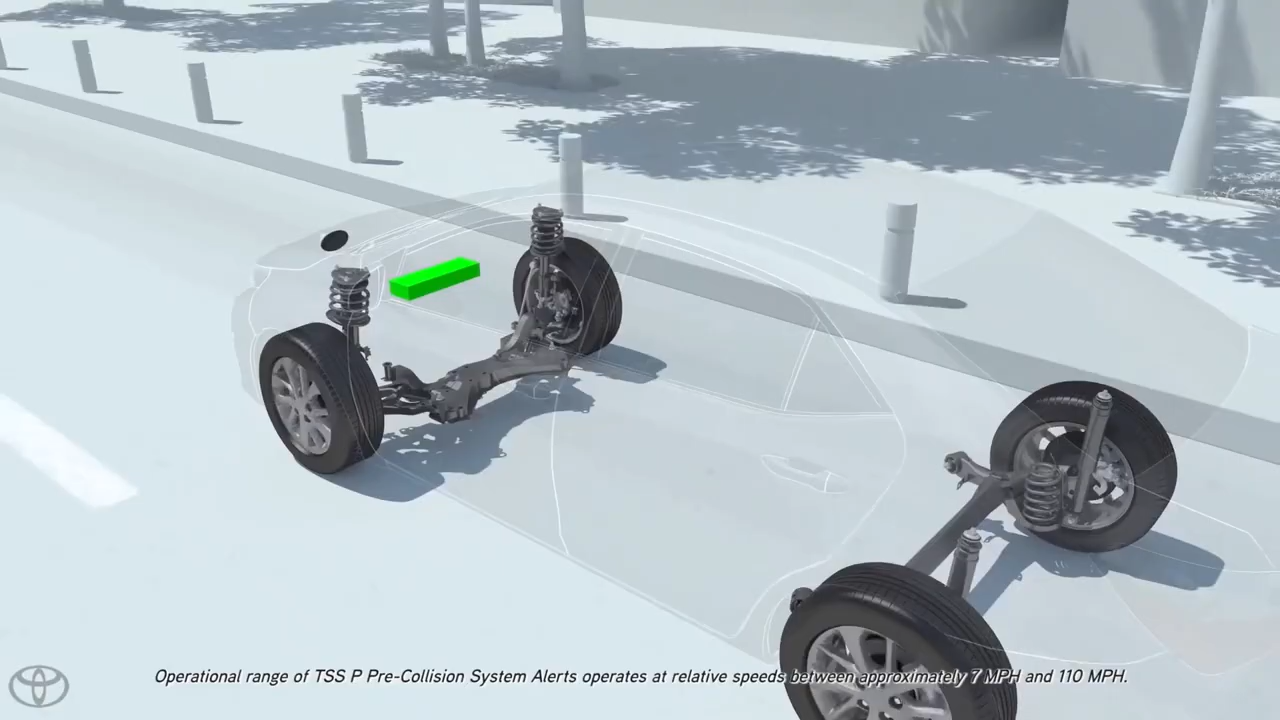 Operational range of TSS P Pre-Collision System Alerts operates at relative speeds between approximately 7 MPH and 110 MPH.